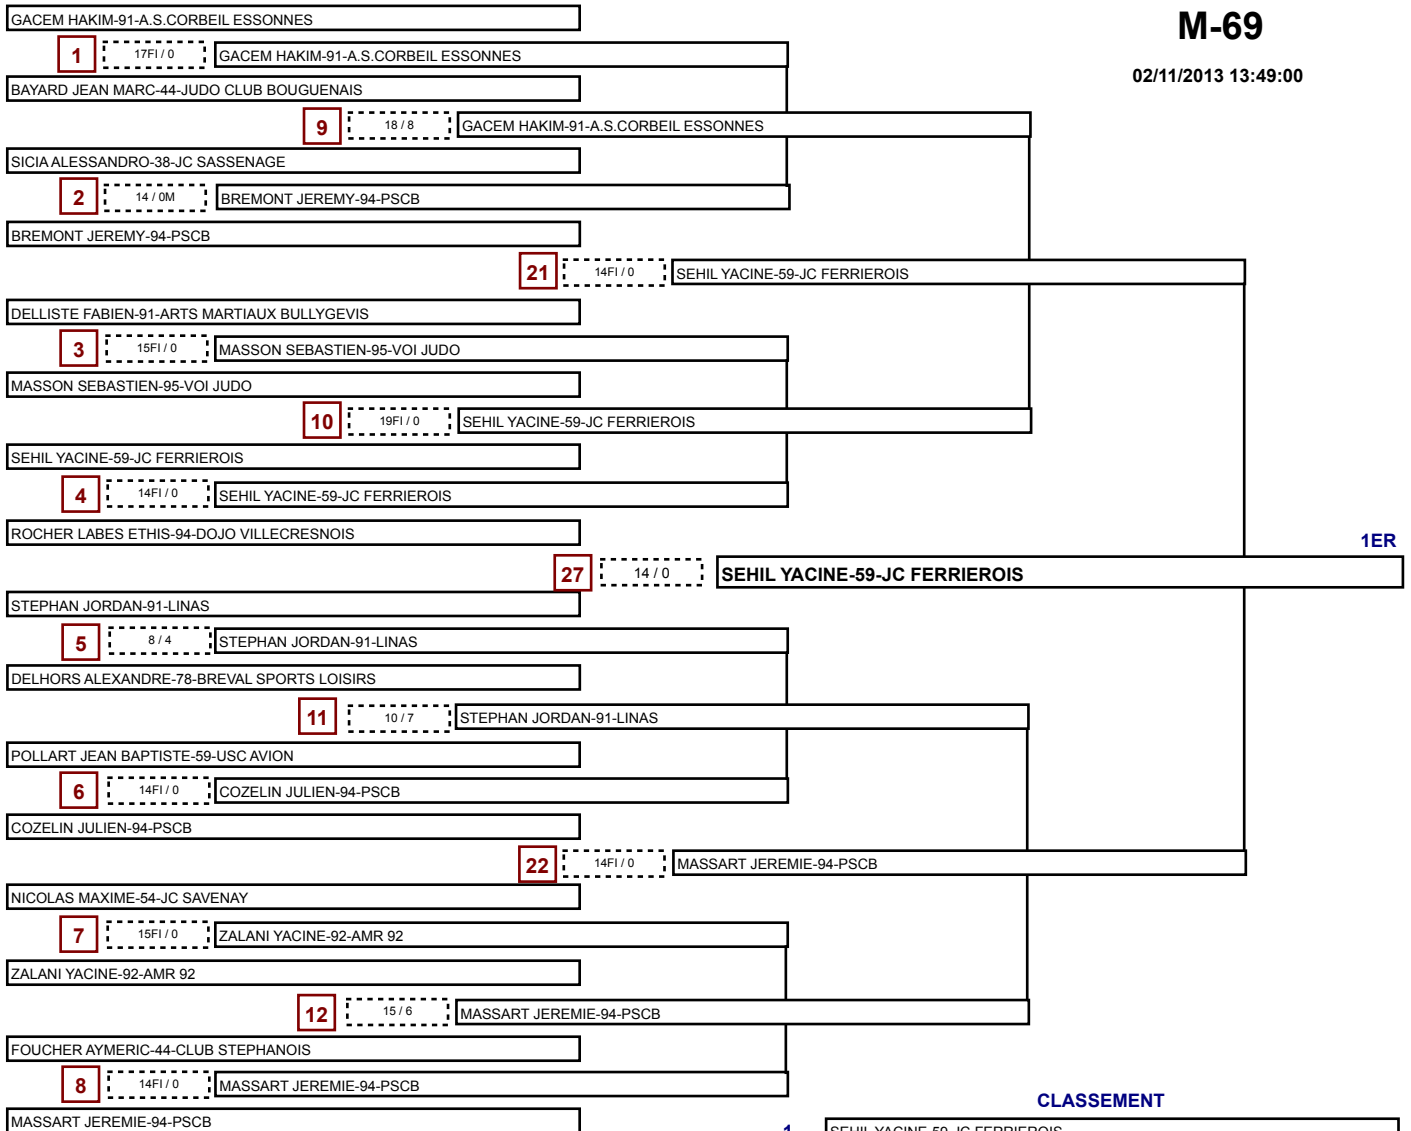 GACEM HAKIM-91-A.S.CORBEIL ESSONNES
M-69
1 17FI / 0 GACEM HAKIM-91-A.S.CORBEIL ESSONNES
02/11/2013 13:49:00
BAYARD JEAN MARC-44-JUDO CLUB BOUGUENAIS
9 18 / 8 GACEM HAKIM-91-A.S.CORBEIL ESSONNES
SICIA ALESSANDRO-38-JC SASSENAGE
2 14 / 0M BREMONT JEREMY-94-PSCB
BREMONT JEREMY-94-PSCB
21 14FI / 0 SEHIL YACINE-59-JC FERRIEROIS
DELLISTE FABIEN-91-ARTS MARTIAUX BULLYGEVIS
3 15FI / 0 MASSON SEBASTIEN-95-VOI JUDO
MASSON SEBASTIEN-95-VOI JUDO
10 19FI / 0 SEHIL YACINE-59-JC FERRIEROIS
SEHIL YACINE-59-JC FERRIEROIS
4 14FI / 0 SEHIL YACINE-59-JC FERRIEROIS
ROCHER LABES ETHIS-94-DOJO VILLECRESNOIS
1ER
27 14 / 0 SEHIL YACINE-59-JC FERRIEROIS
STEPHAN JORDAN-91-LINAS
5 8 / 4 STEPHAN JORDAN-91-LINAS
DELHORS ALEXANDRE-78-BREVAL SPORTS LOISIRS
11 10 / 7 STEPHAN JORDAN-91-LINAS
POLLART JEAN BAPTISTE-59-USC AVION
6 14FI / 0 COZELIN JULIEN-94-PSCB
COZELIN JULIEN-94-PSCB
22 14FI / 0 MASSART JEREMIE-94-PSCB
NICOLAS MAXIME-54-JC SAVENAY
7 15FI / 0 ZALANI YACINE-92-AMR 92
ZALANI YACINE-92-AMR 92
12 15 / 6 MASSART JEREMIE-94-PSCB
FOUCHER AYMERIC-44-CLUB STEPHANOIS
8 14FI / 0 MASSART JEREMIE-94-PSCB
CLASSEMENT
MASSART JEREMIE-94-PSCB
1 SEHIL YACINE-59-JC FERRIEROIS